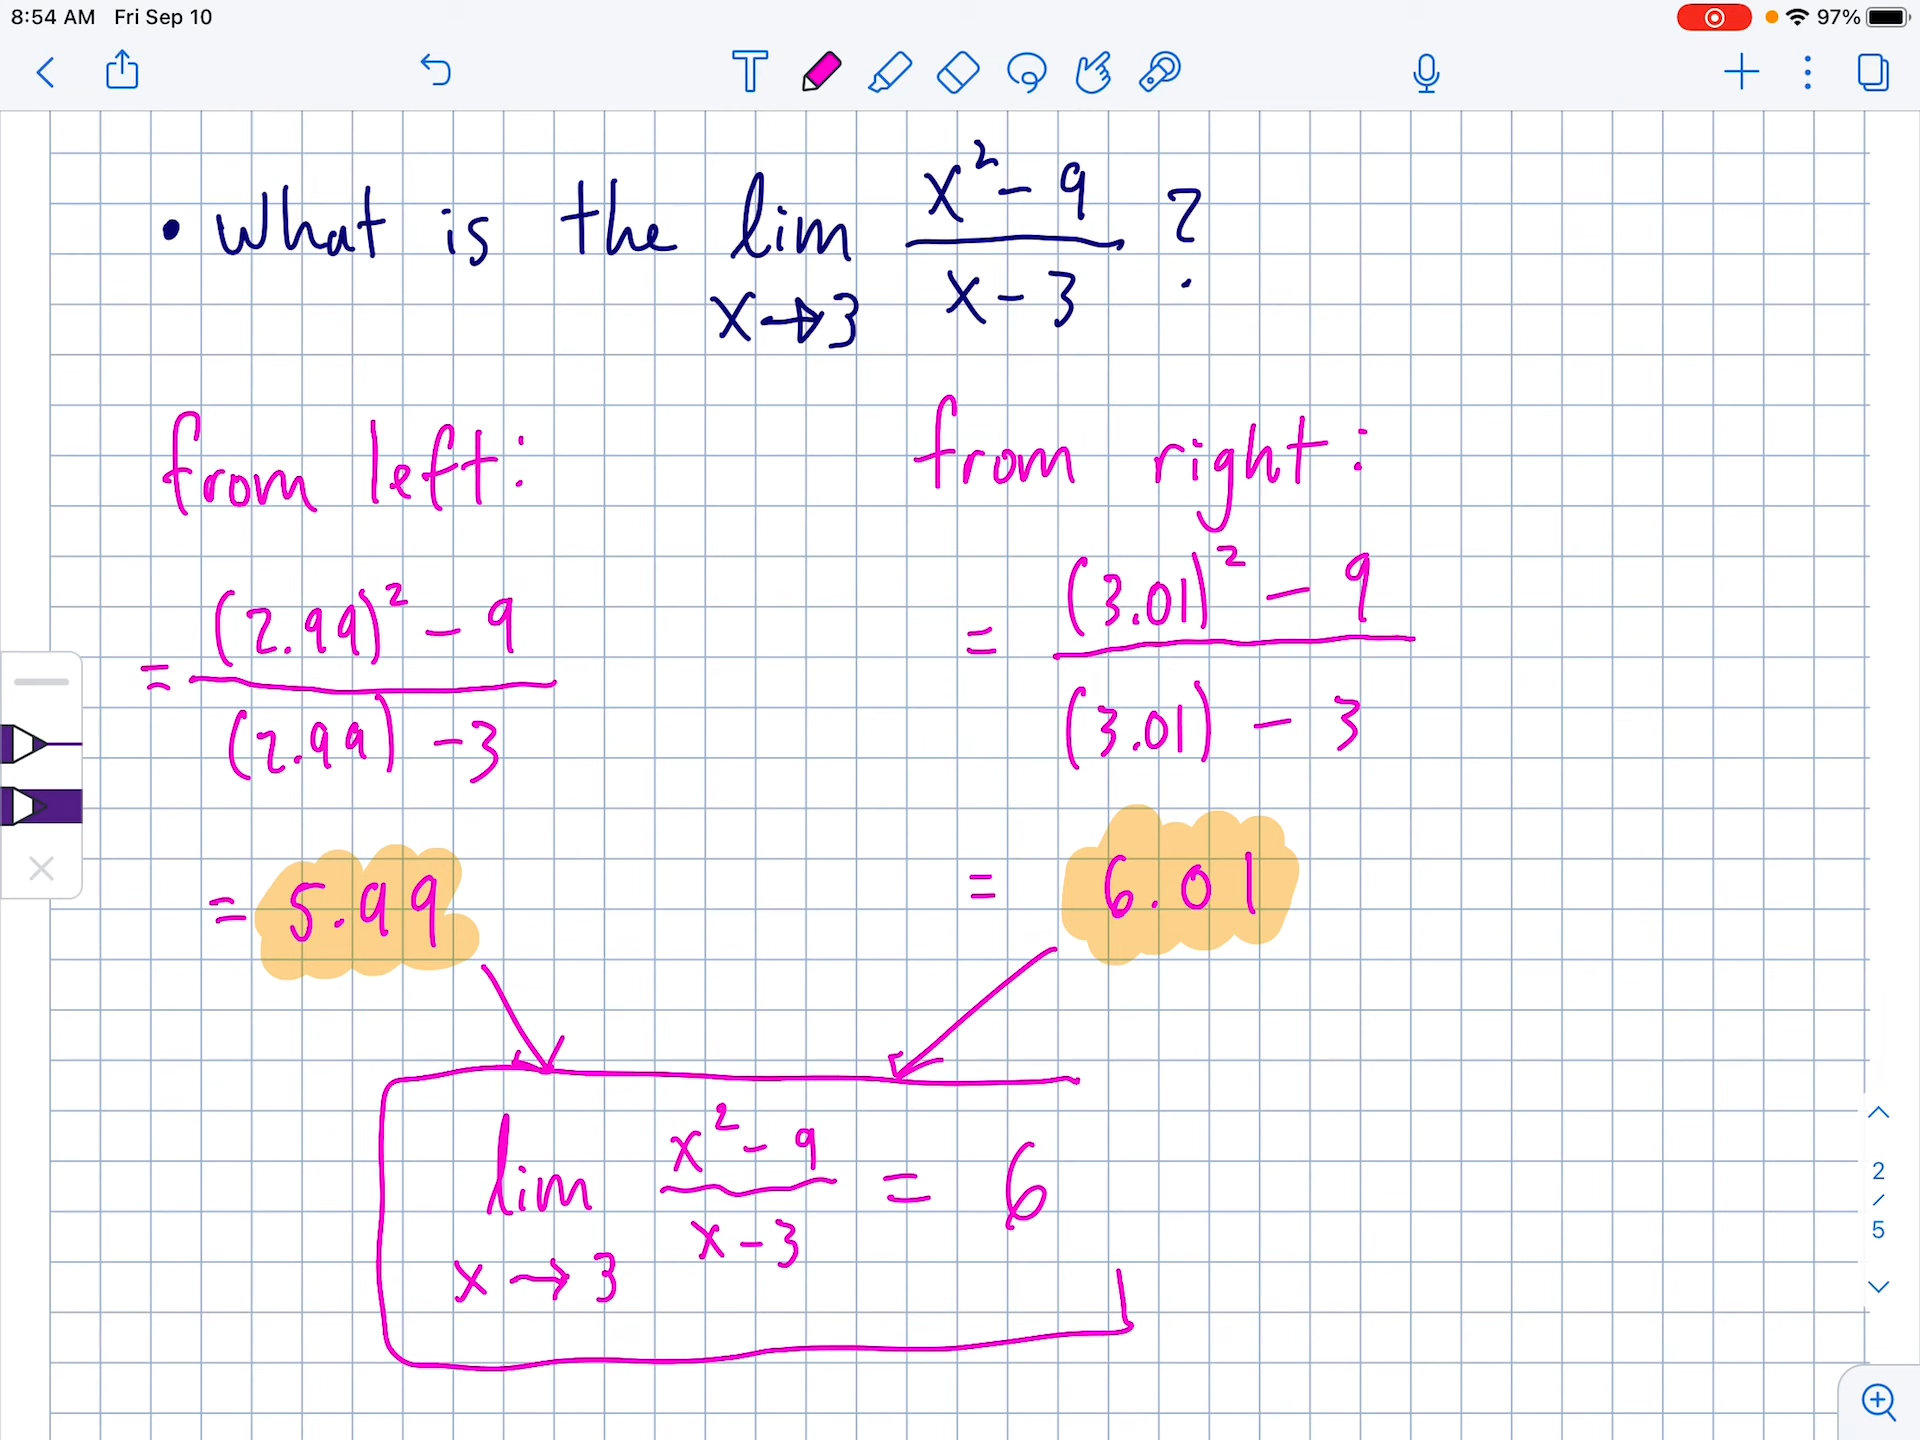 8:54 AM Fri Sep 10 97%
T
• What is the lim x→3 (x² - 9)/(x - 3) ?
from left: from right:
= ((2.99)² - 9)/((2.99) - 3) = ((3.01)² - 9)/((3.01) - 3)
= 5.99 = 6.01
lim x→3 (x² - 9)/(x - 3) = 6
2
/
5